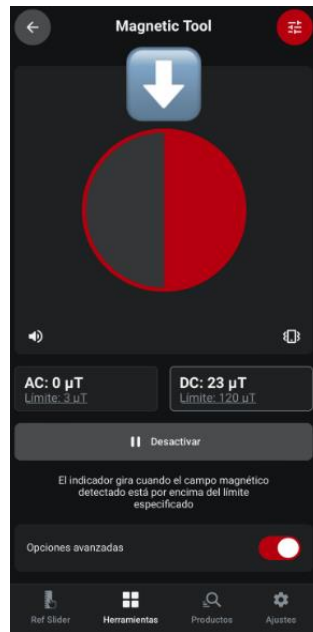 Magnetic Tool
AC: 0 µT
Límite: 3 µT
DC: 23 µT
Límite: 120 µT
Desactivar
El indicador gira cuando el campo magnético
detectado está por encima del límite
especificado
Opciones avanzadas
Ref Slider
Herramientas
Productos
Ajustes